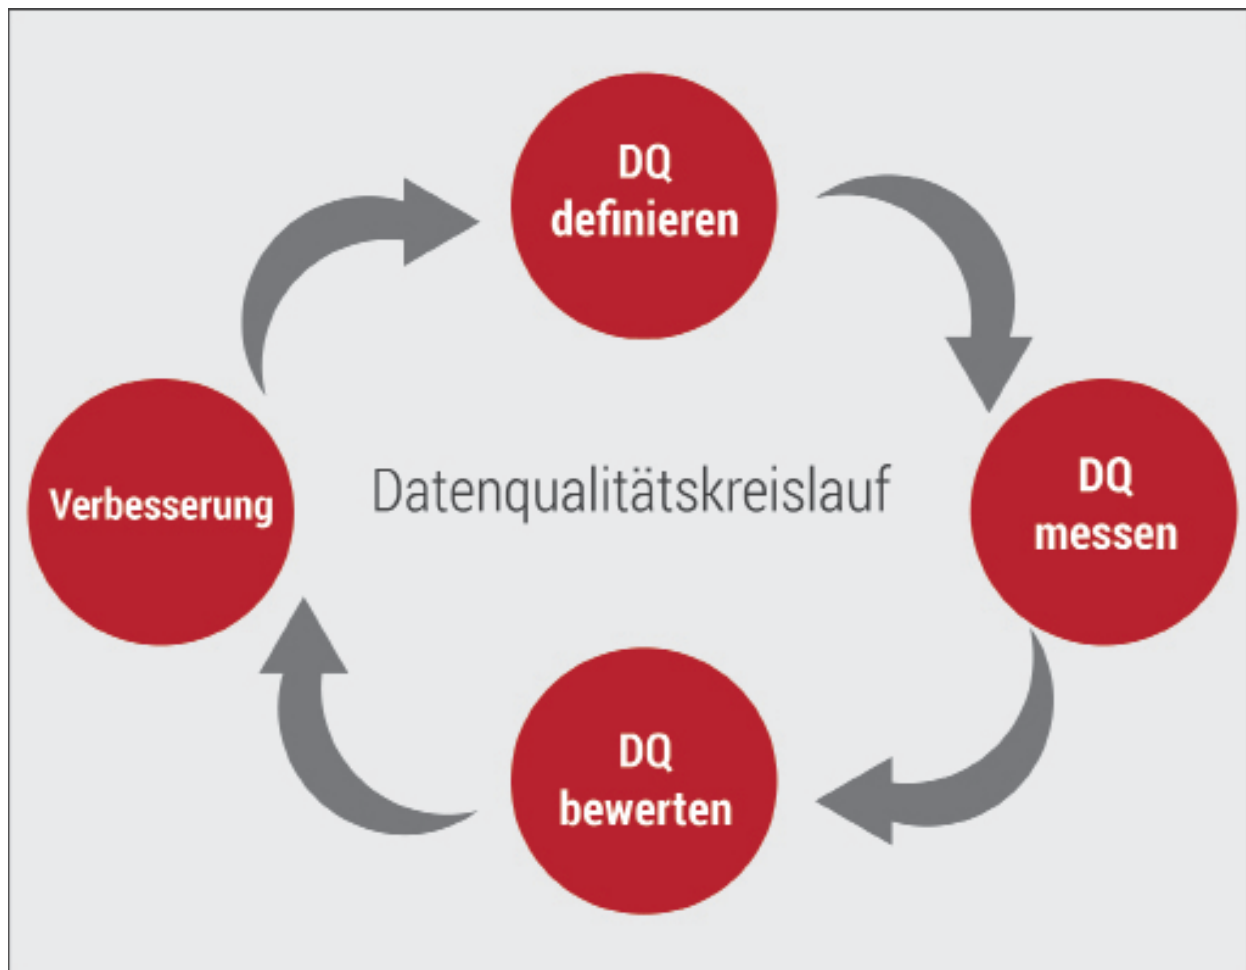 DQ
definieren
Verbesserung
Datenqualitätskreislauf
DQ
messen
DQ
bewerten